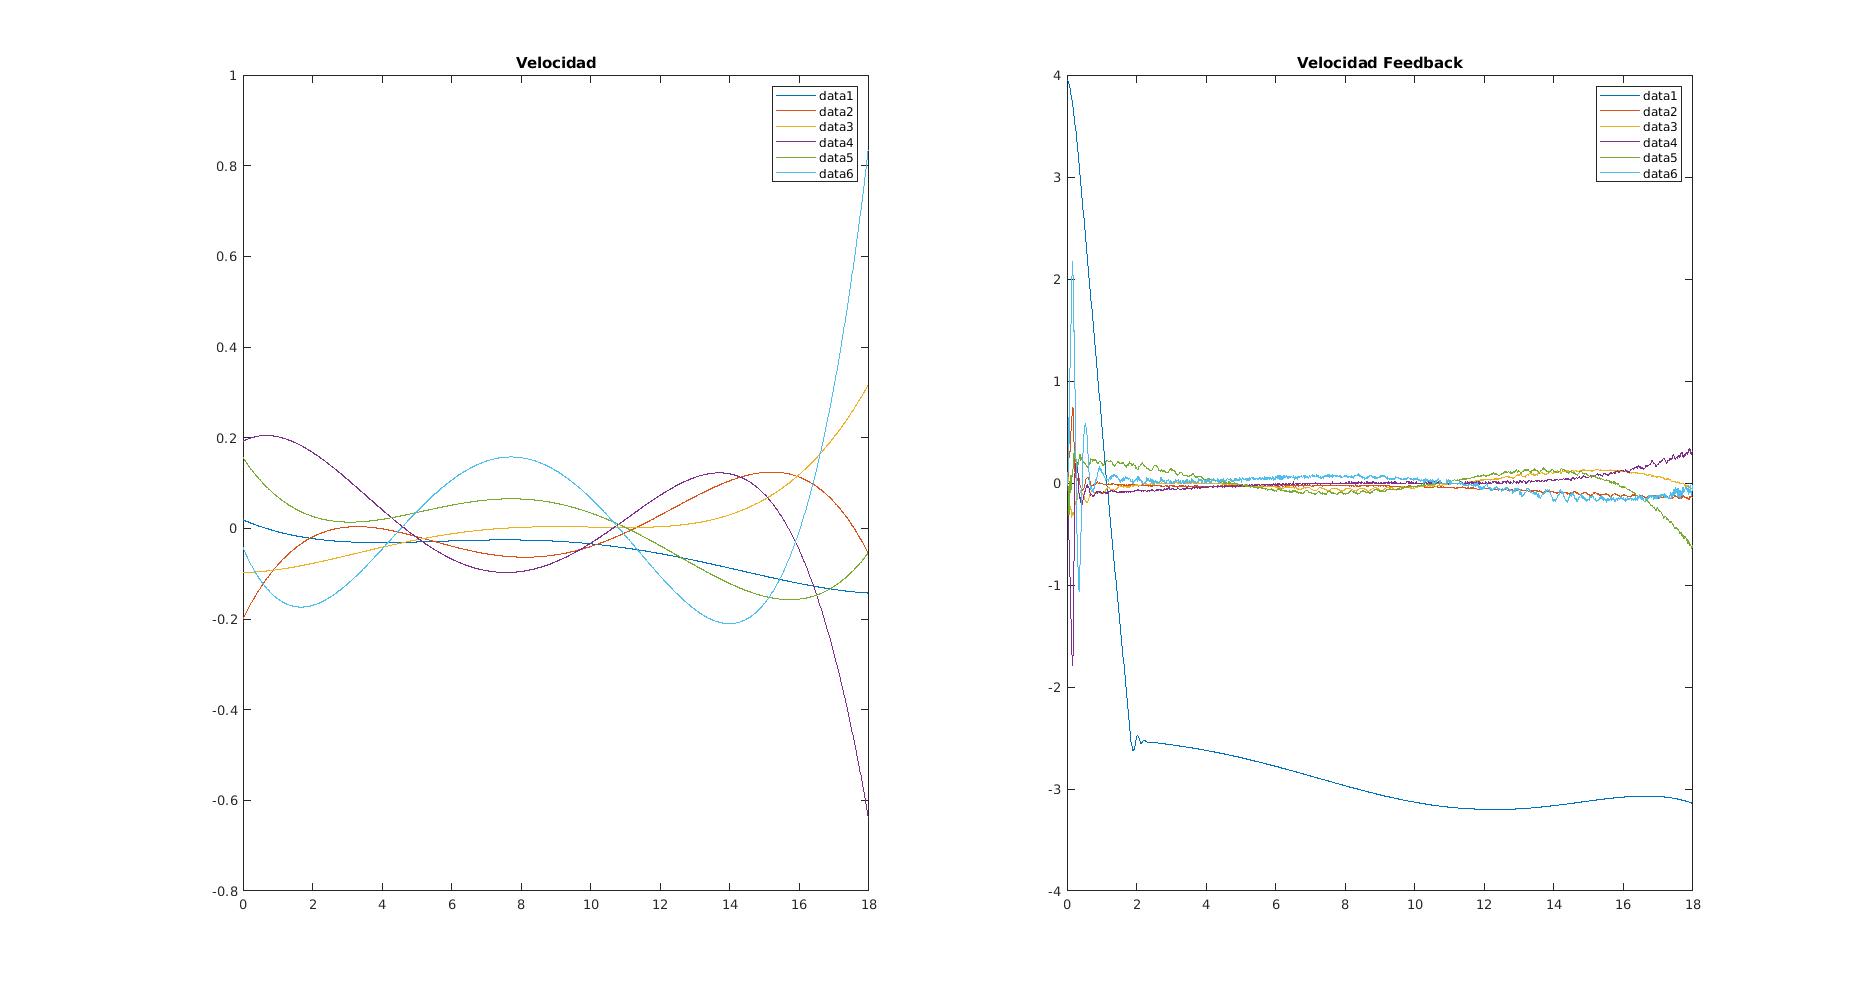 Velocidad
1
0.8
0.6
0.4
0.2
0
-0.2
-0.4
-0.6
-0.8
0 2 4 6 8 10 12 14 16 18
data1
data2
data3
data4
data5
data6
Velocidad Feedback
4
3
2
1
0
-1
-2
-3
-4
0 2 4 6 8 10 12 14 16 18
data1
data2
data3
data4
data5
data6